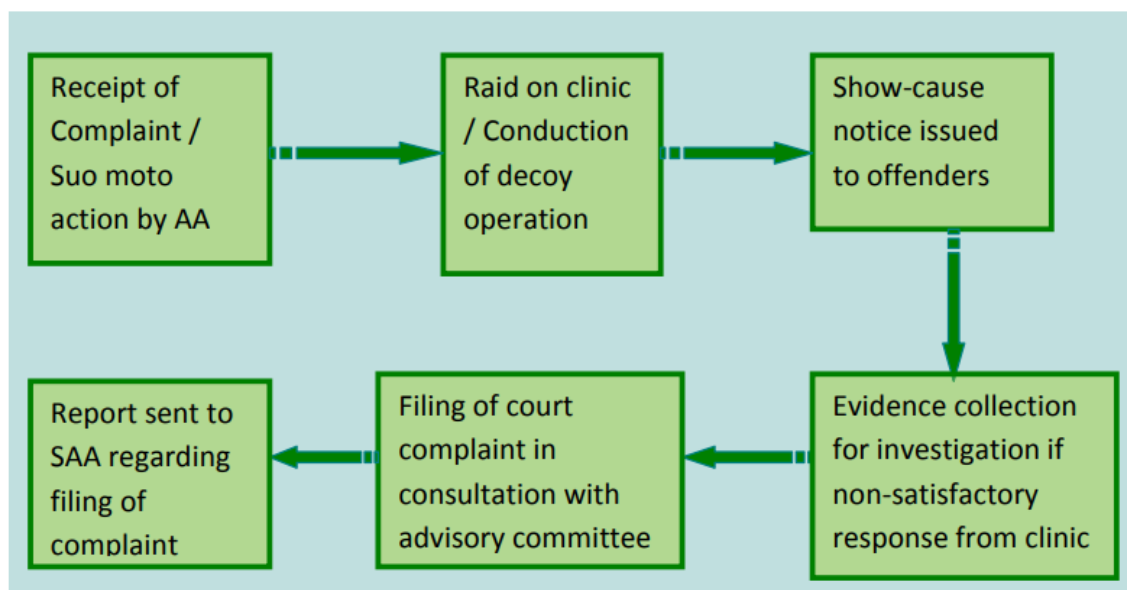 Receipt of
Complaint /
Suo moto
action by AA
Raid on clinic
/ Conduction
of decoy
operation
Show-cause
notice issued
to offenders
Evidence collection
for investigation if
non-satisfactory
response from clinic
Filing of court
complaint in
consultation with
advisory committee
Report sent to
SAA regarding
filing of
complaint